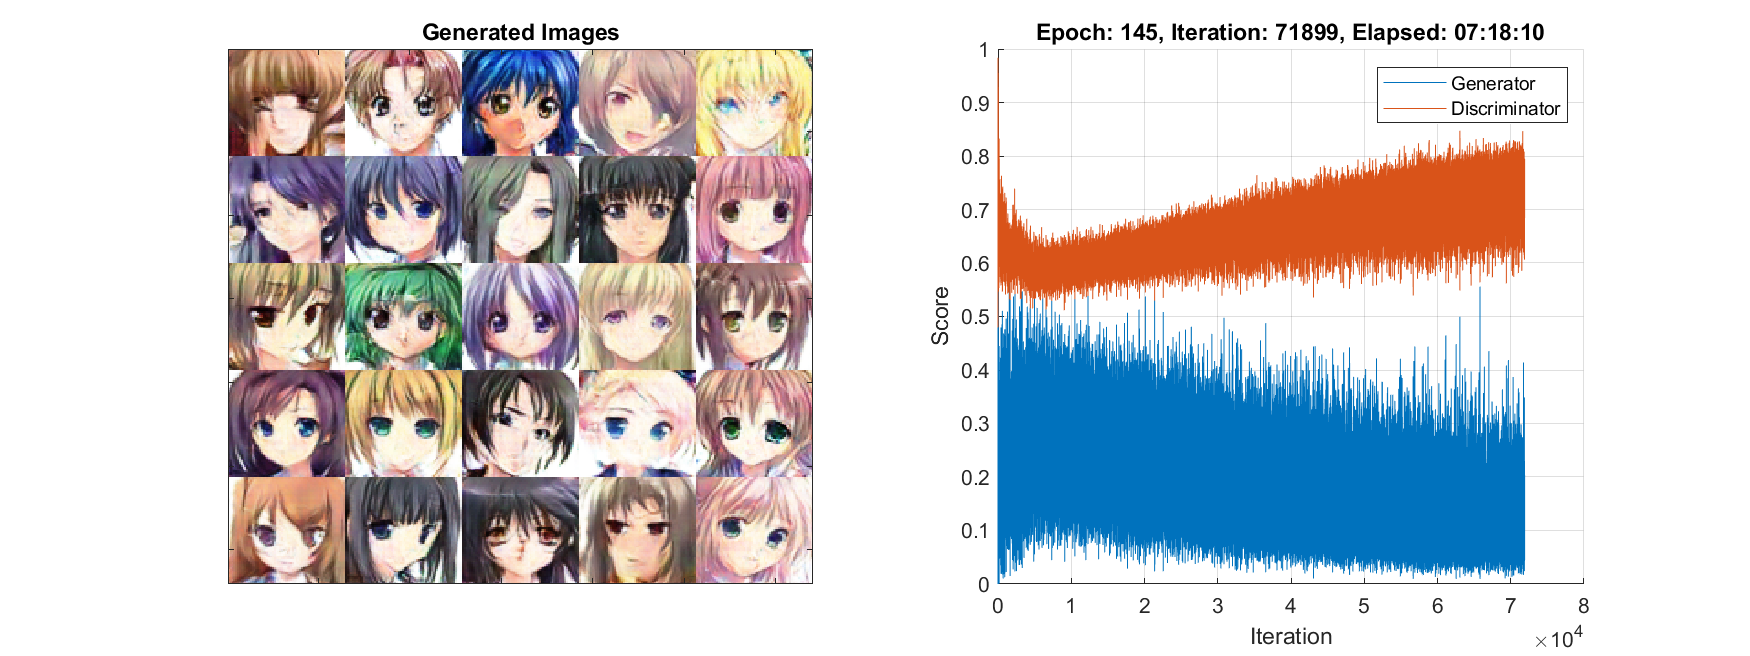 Generated Images
Epoch: 145, Iteration: 71899, Elapsed: 07:18:10
Generator
Discriminator
1
0.9
0.8
0.7
0.6
0.5
0.4
0.3
0.2
0.1
0
Score
0 1 2 3 4 5 6 7 8
Iteration
×10⁴